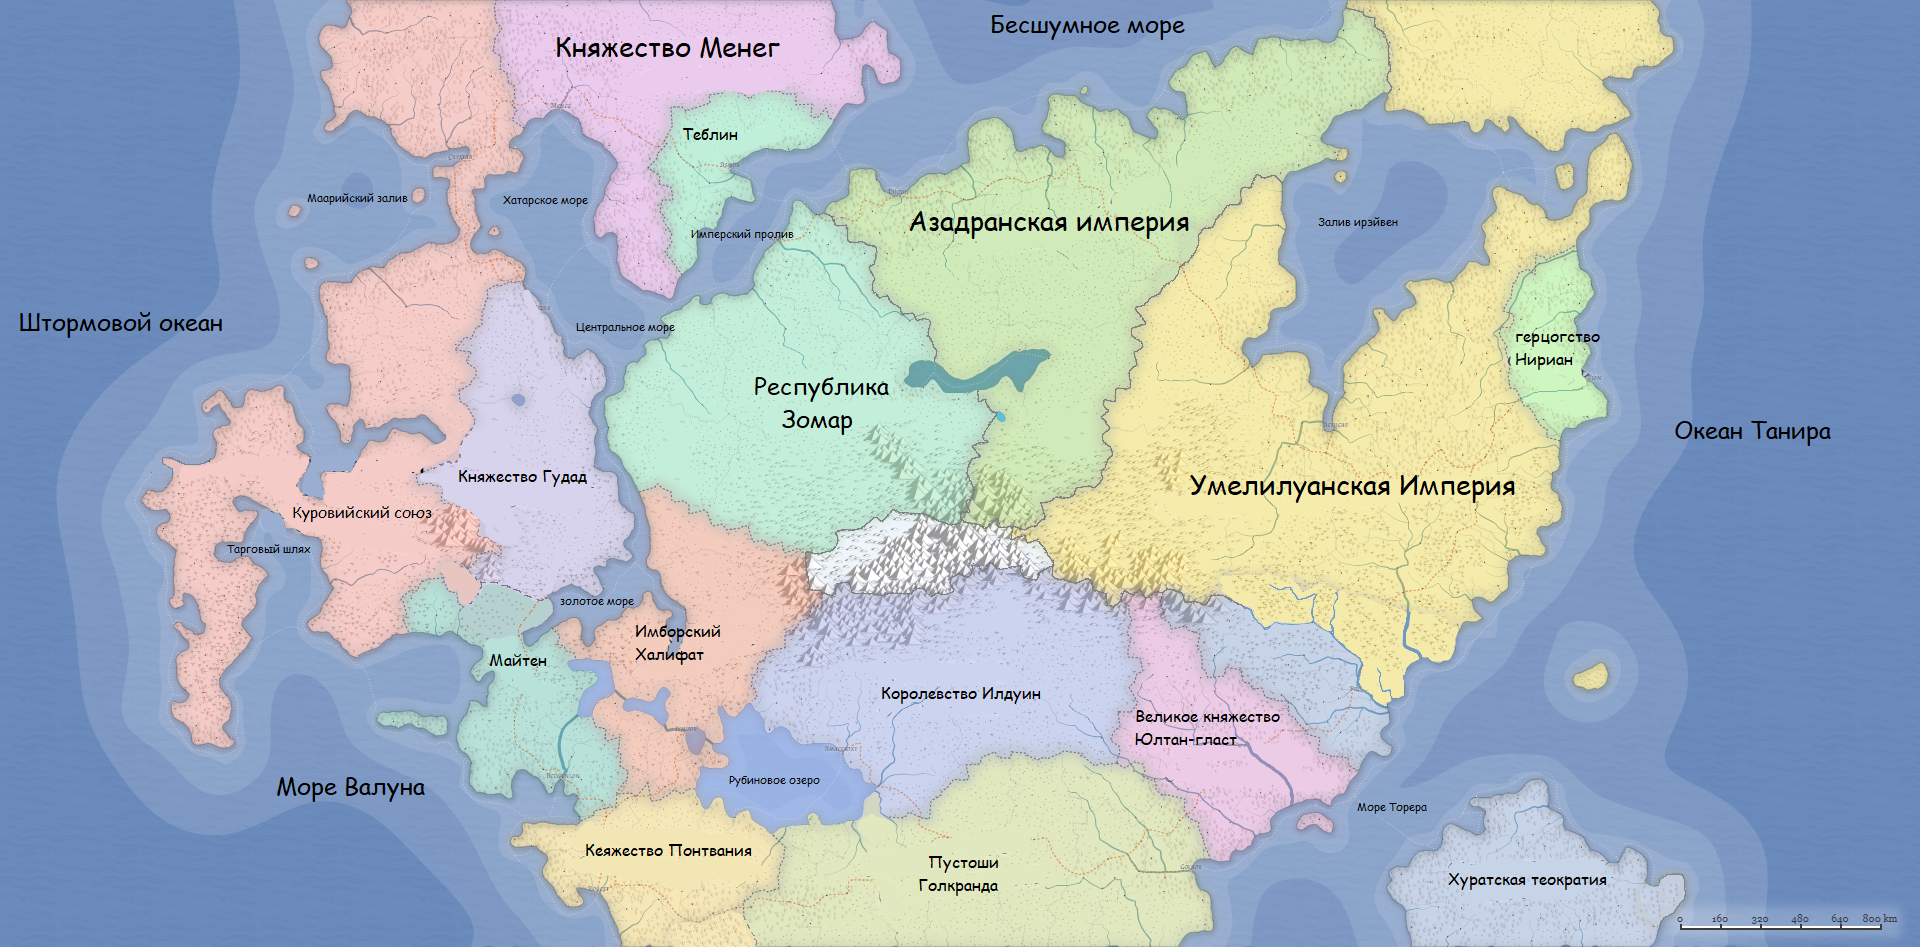 Бесшумное море
Княжество Менег
Теблин
Маарийский залив
Хатарское море
Имперский пролив
Азадранская империя
Залив ирэйвен
Штормовой океан
Центральное море
герцогство
Нириан
Республика
Зомар
Океан Танира
Княжество Гудад
Умелилуанская Империя
Куровийский союз
Тарговый шлях
золотое море
Имборский
Халифат
Майтен
Королевство Илдуин
Великое княжество
Юлтан-гласт
Рубиновое озеро
Море Валуна
Море Торера
Кеяжество Понтвания
Пустоши
Голкранда
Хуратская теократия
0 160 320 480 640 800 km